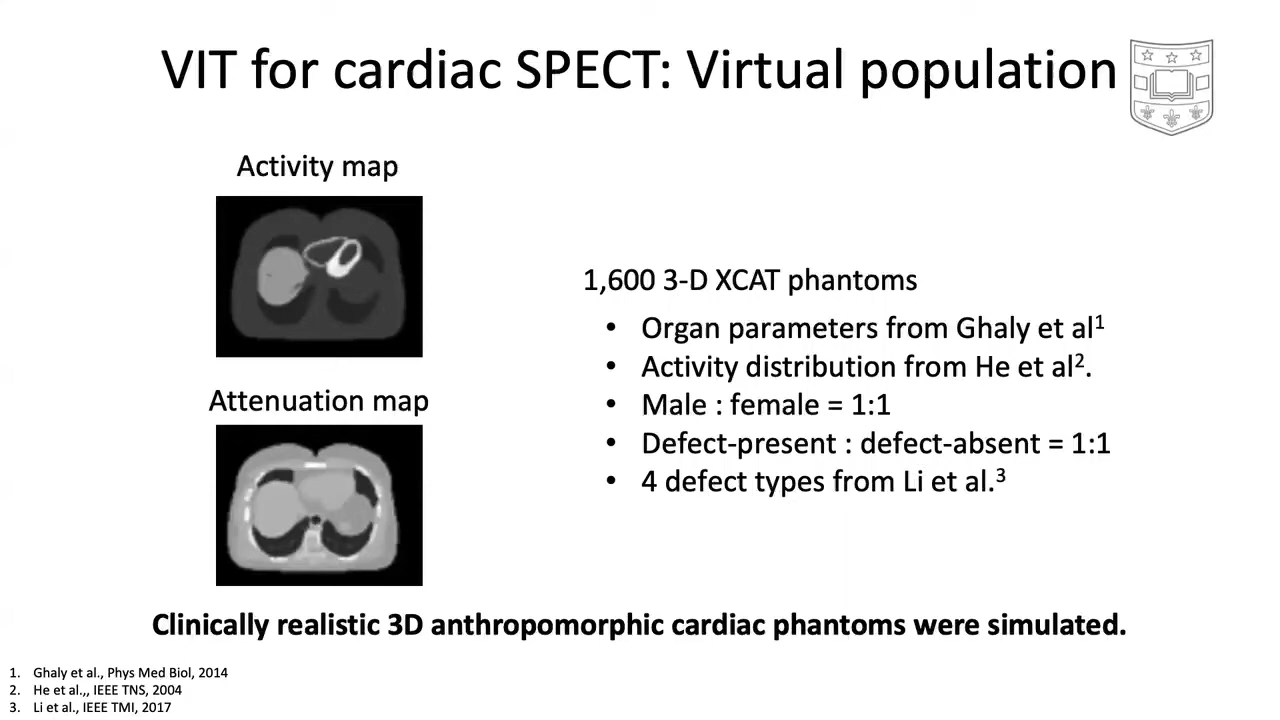 VIT for cardiac SPECT: Virtual population
Activity map
Attenuation map
1,600 3-D XCAT phantoms
• Organ parameters from Ghaly et al¹
• Activity distribution from He et al².
• Male : female = 1:1
• Defect-present : defect-absent = 1:1
• 4 defect types from Li et al.³
Clinically realistic 3D anthropomorphic cardiac phantoms were simulated.
1. Ghaly et al., Phys Med Biol, 2014
2. He et al.,, IEEE TNS, 2004
3. Li et al., IEEE TMI, 2017